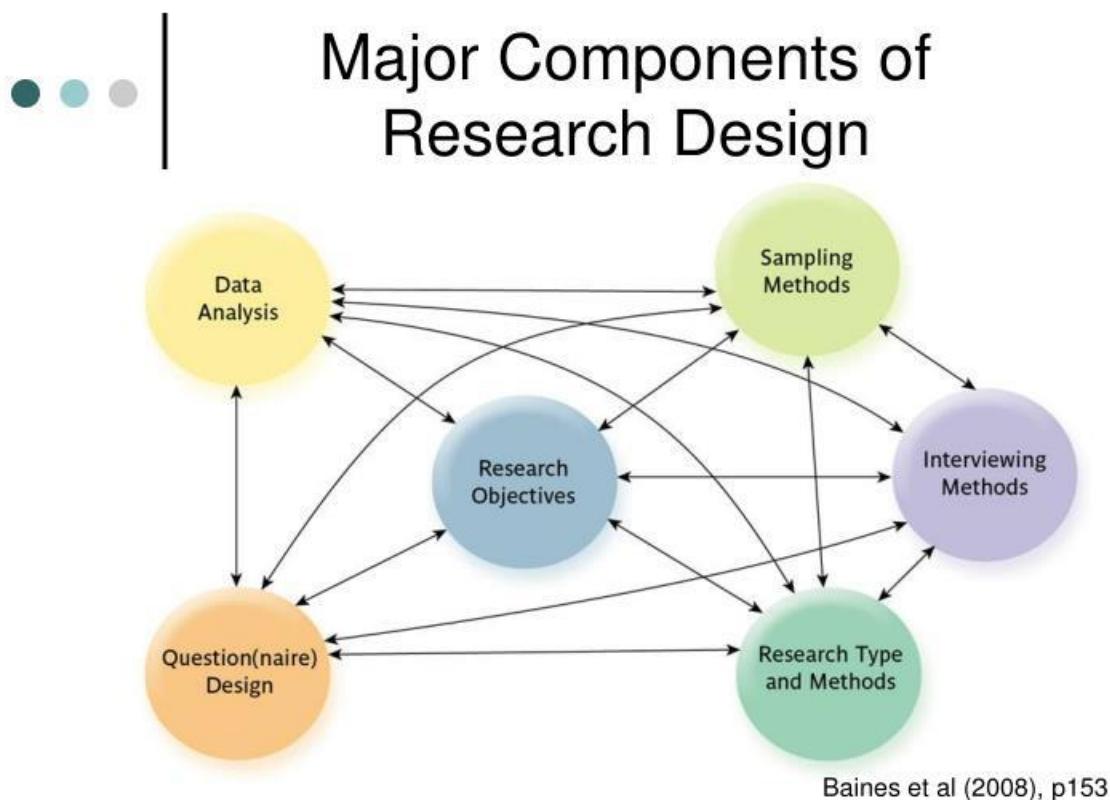 Major Components of
Research Design
Data
Analysis
Sampling
Methods
Research
Objectives
Interviewing
Methods
Question(naire)
Design
Research Type
and Methods
Baines et al (2008), p153